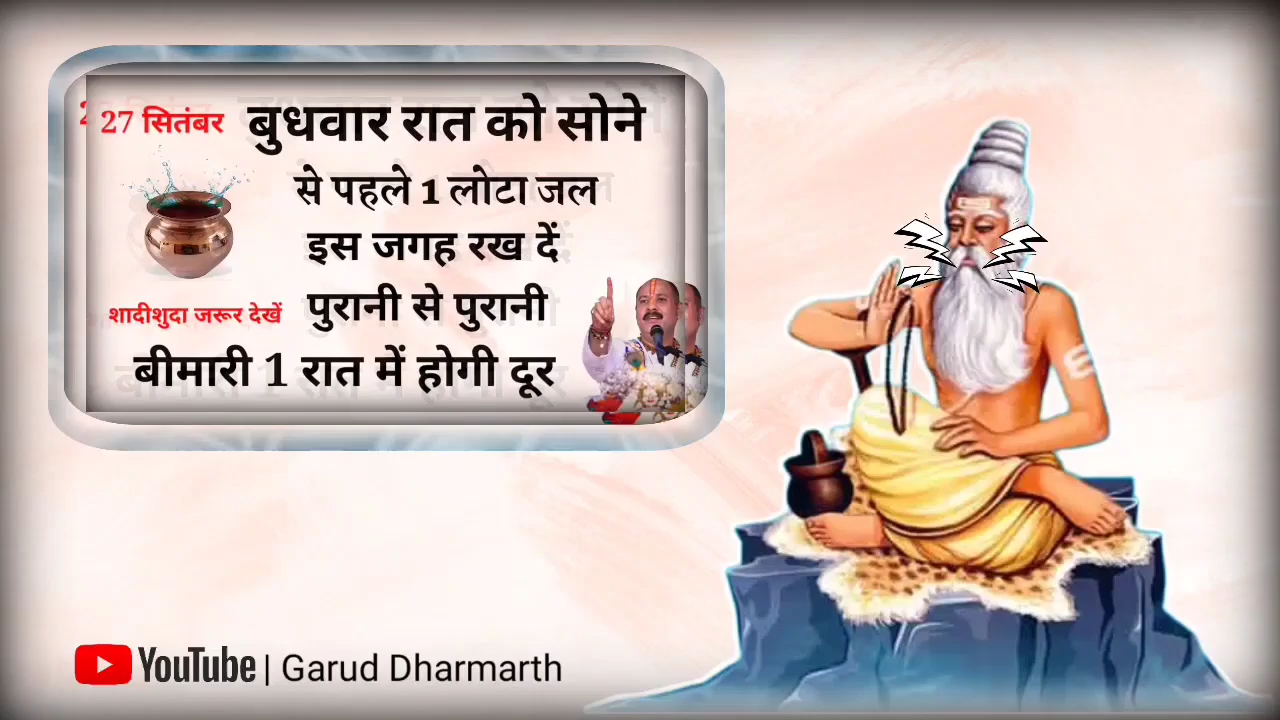 27 सितंबर बुधवार रात को सोने
से पहले 1 लोटा जल
इस जगह रख दें
शादीशुदा जरूर देखें पुरानी से पुरानी
बीमारी 1 रात में होगी दूर
YouTube | Garud Dharmarth